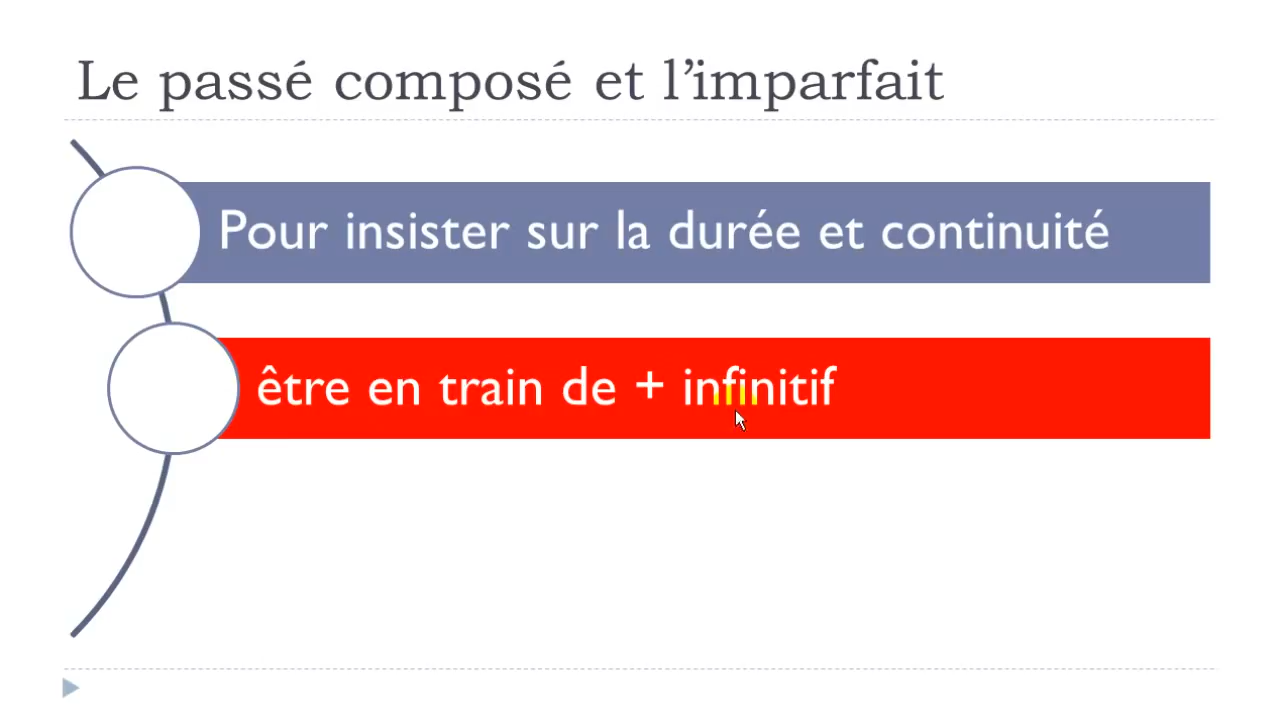 Le passé composé et l’imparfait
Pour insister sur la durée et continuité
être en train de + infinitif